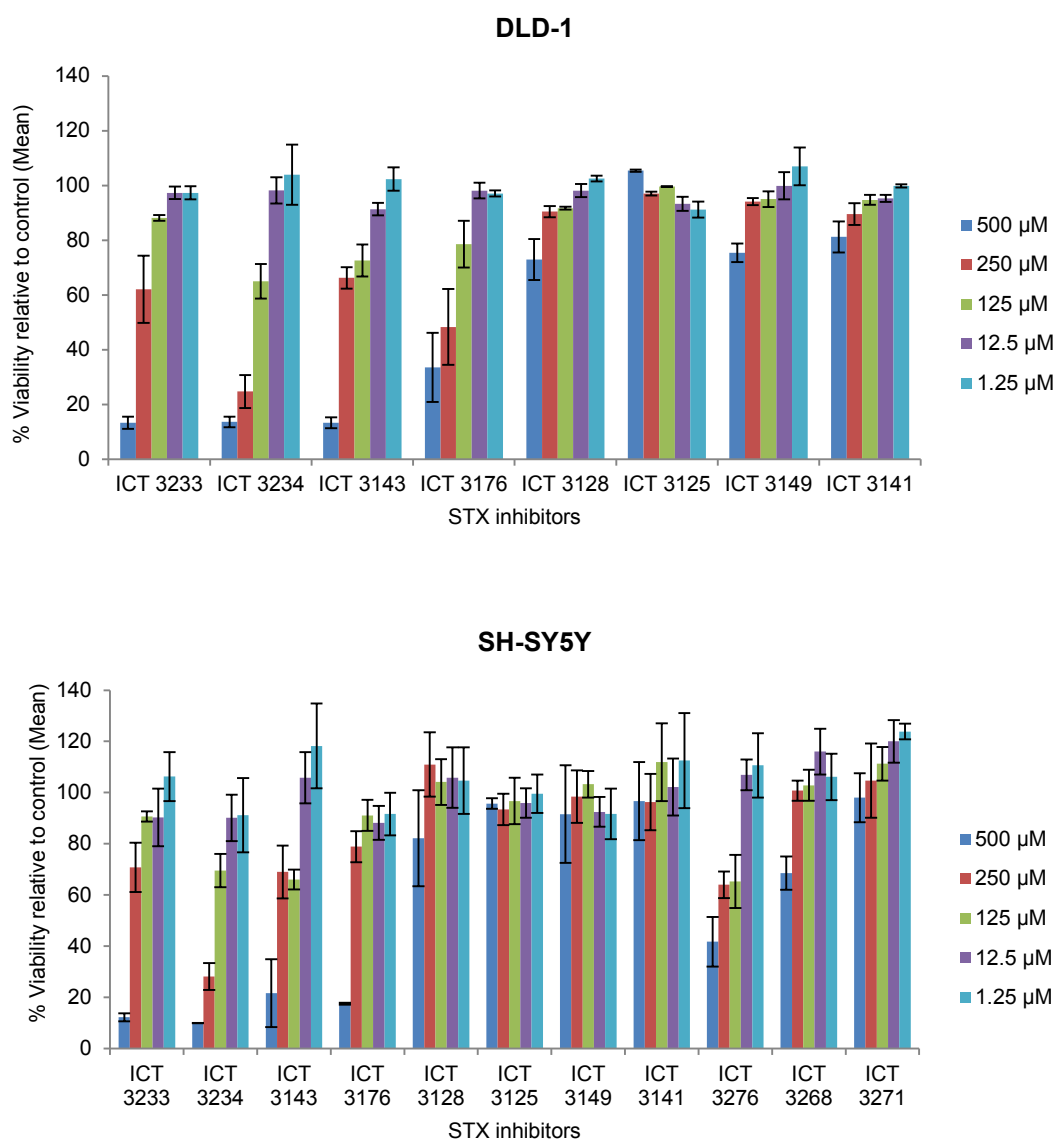 DLD-1
% Viability relative to control (Mean)
140
120
100
80
60
40
20
0
ICT 3233 ICT 3234 ICT 3143 ICT 3176 ICT 3128 ICT 3125 ICT 3149 ICT 3141
STX inhibitors
500 µM
250 µM
125 µM
12.5 µM
1.25 µM
SH-SY5Y
% Viability relative to control (Mean)
140
120
100
80
60
40
20
0
ICT ICT ICT ICT ICT ICT ICT ICT ICT ICT ICT
3233 3234 3143 3176 3128 3125 3149 3141 3276 3268 3271
STX inhibitors
500 µM
250 µM
125 µM
12.5 µM
1.25 µM